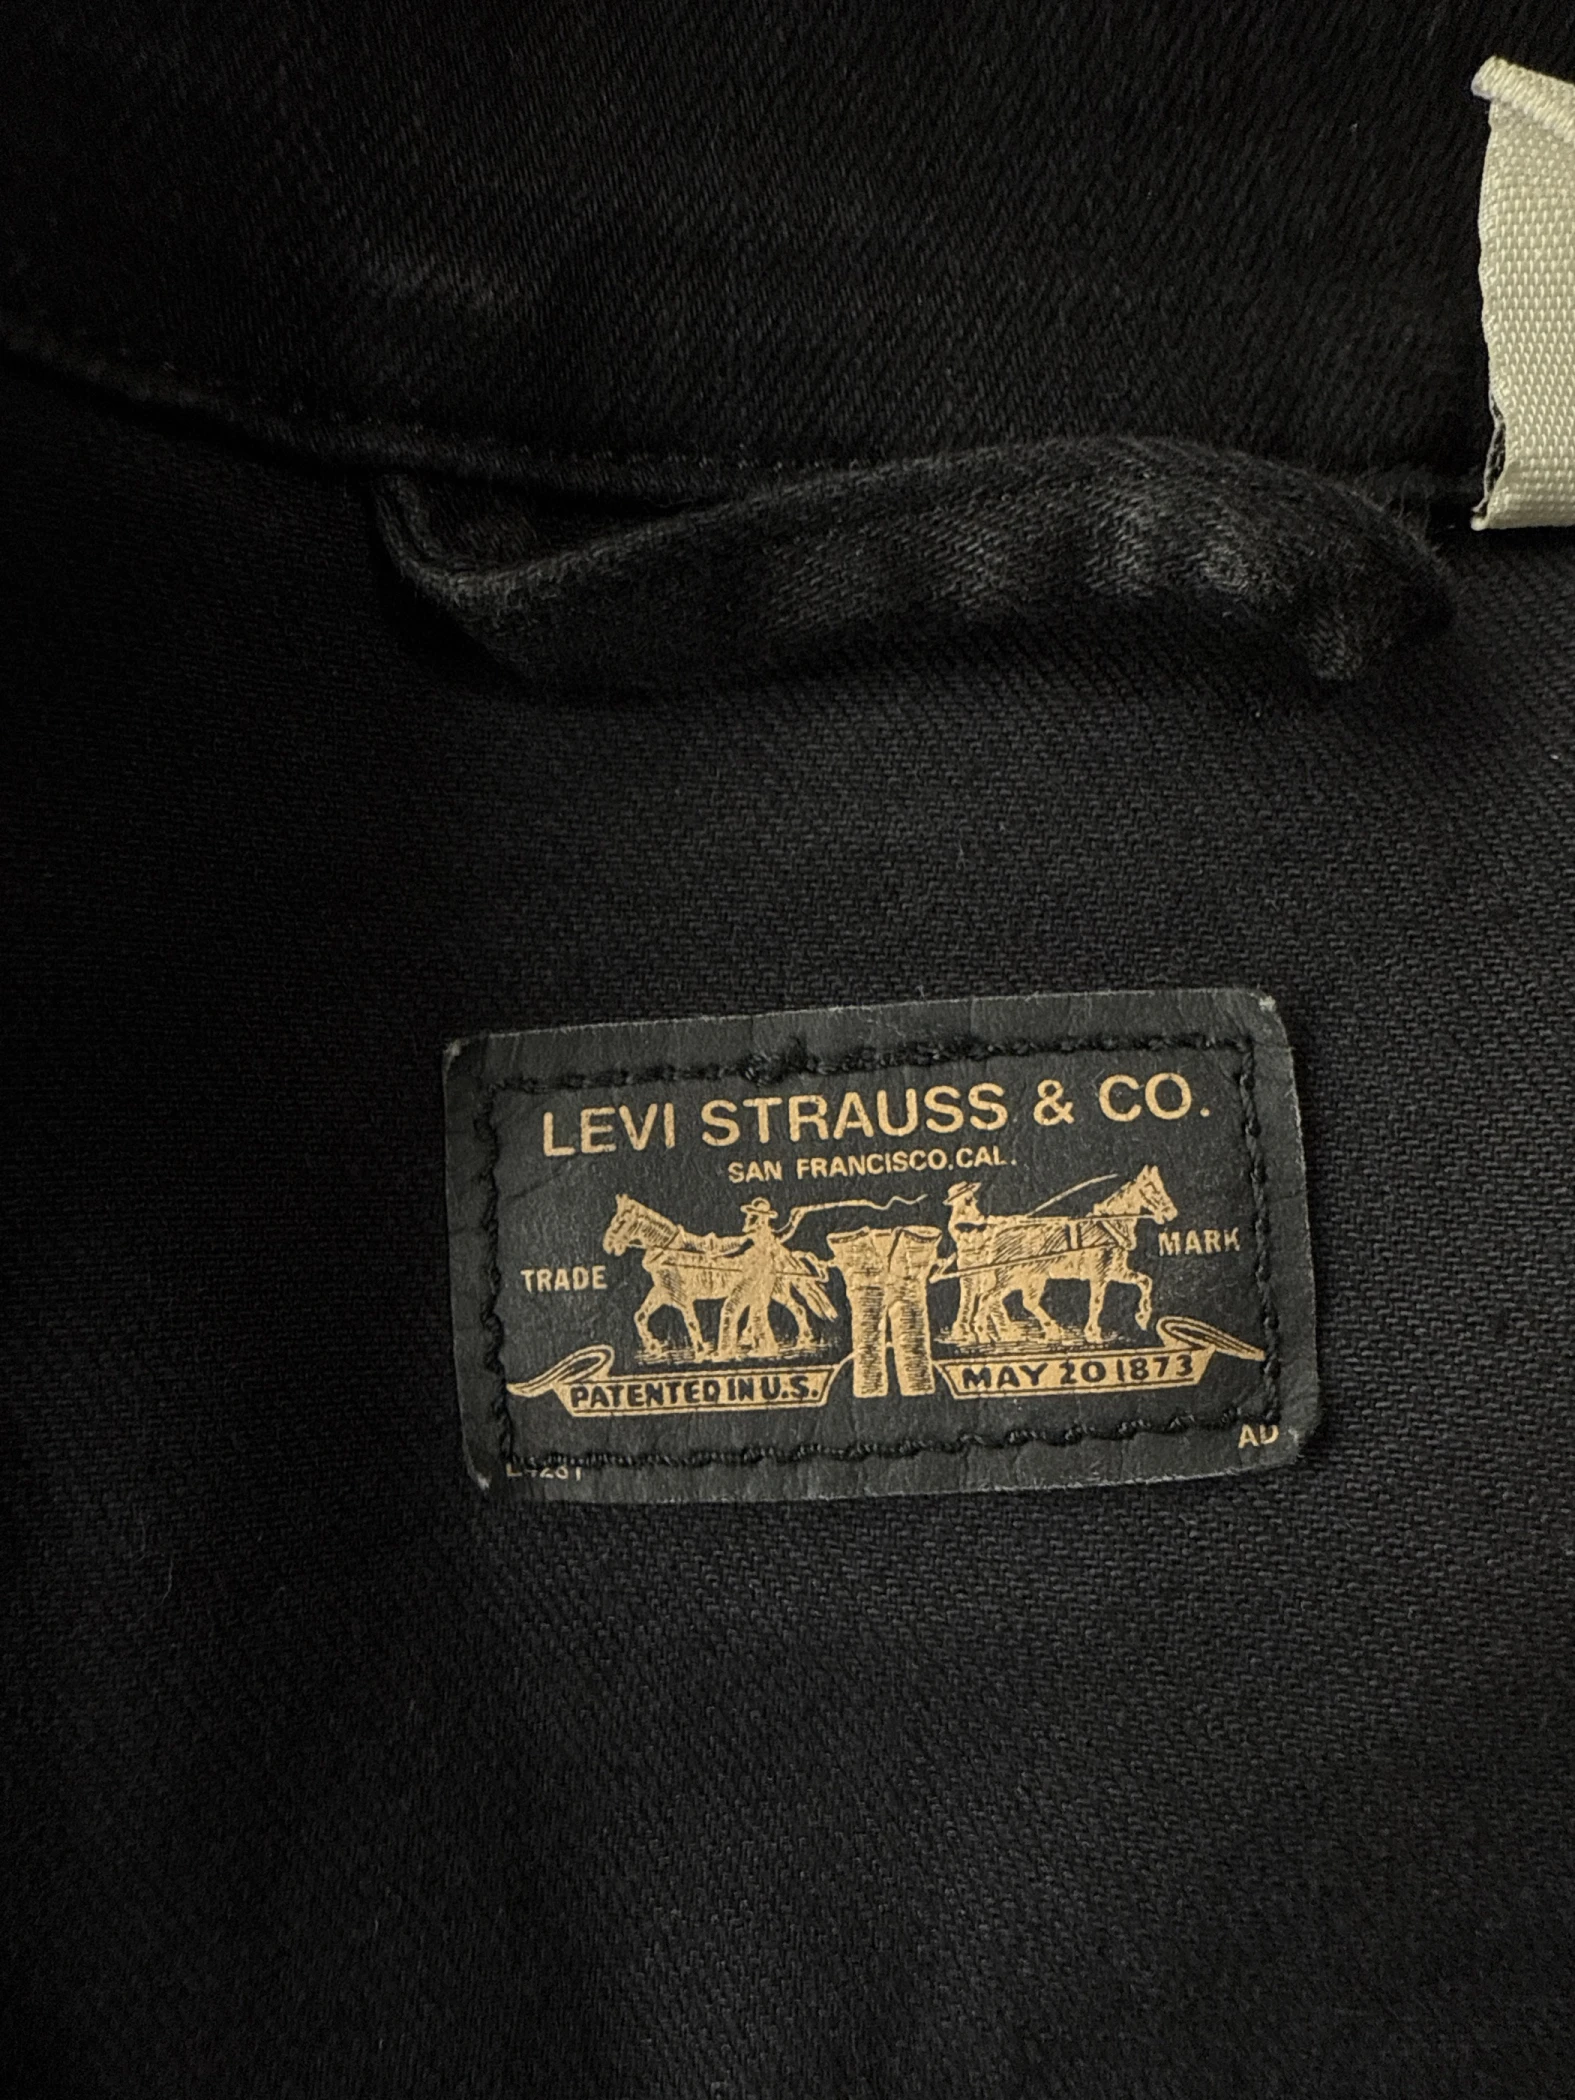 LEVI STRAUSS & CO.
SAN FRANCISCO, CAL.
TRADE MARK
PATENTED IN U.S. MAY 20 1873
AD